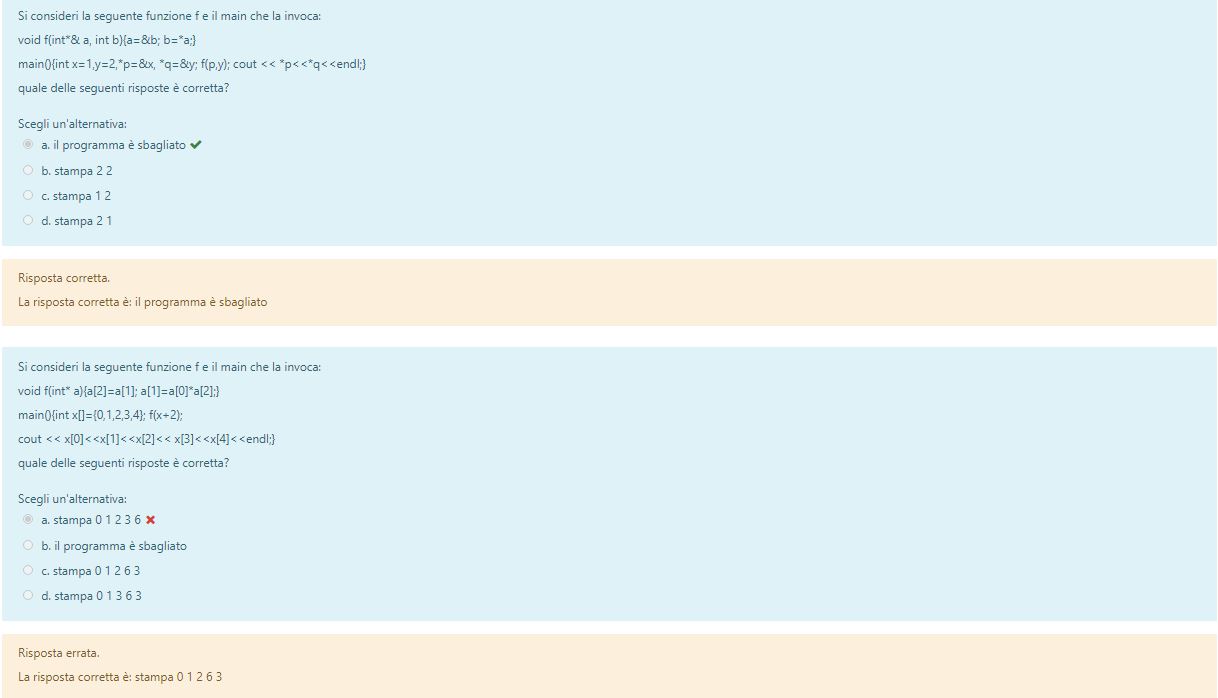 Si consideri la seguente funzione f e il main che la invoca:
void f(int*& a, int b){a=&b; b=*a;}
main(){int x=1,y=2,*p=&x, *q=&y; f(p,y); cout << *p<<*q<<endl;}
quale delle seguenti risposte è corretta?
Scegli un'alternativa:
a. il programma è sbagliato
b. stampa 2 2
c. stampa 1 2
d. stampa 2 1
Risposta corretta.
La risposta corretta è: il programma è sbagliato
Si consideri la seguente funzione f e il main che la invoca:
void f(int* a){a[2]=a[1]; a[1]=a[0]*a[2];}
main(){int x[]={0,1,2,3,4}; f(x+2);
cout << x[0]<<x[1]<<x[2]<< x[3]<<x[4]<<endl;}
quale delle seguenti risposte è corretta?
Scegli un'alternativa:
a. stampa 0 1 2 3 6
b. il programma è sbagliato
c. stampa 0 1 2 6 3
d. stampa 0 1 3 6 3
Risposta errata.
La risposta corretta è: stampa 0 1 2 6 3